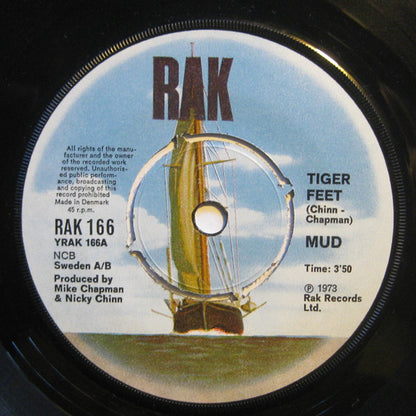 RAK
All rights of the manu-
facturer and the owner
of the recorded work
reserved. Unauthoris-
ed public perform-
ance, broadcasting
and copying of this
record prohibited
Made in Denmark
45 r.p.m.
RAK 166
YRAK 166A
NCB
Sweden A/B
Produced by
Mike Chapman
& Nicky Chinn
TIGER
FEET
(Chinn -
Chapman)
MUD
Time: 3'50
Ⓟ 1973
Rak Records
Ltd.